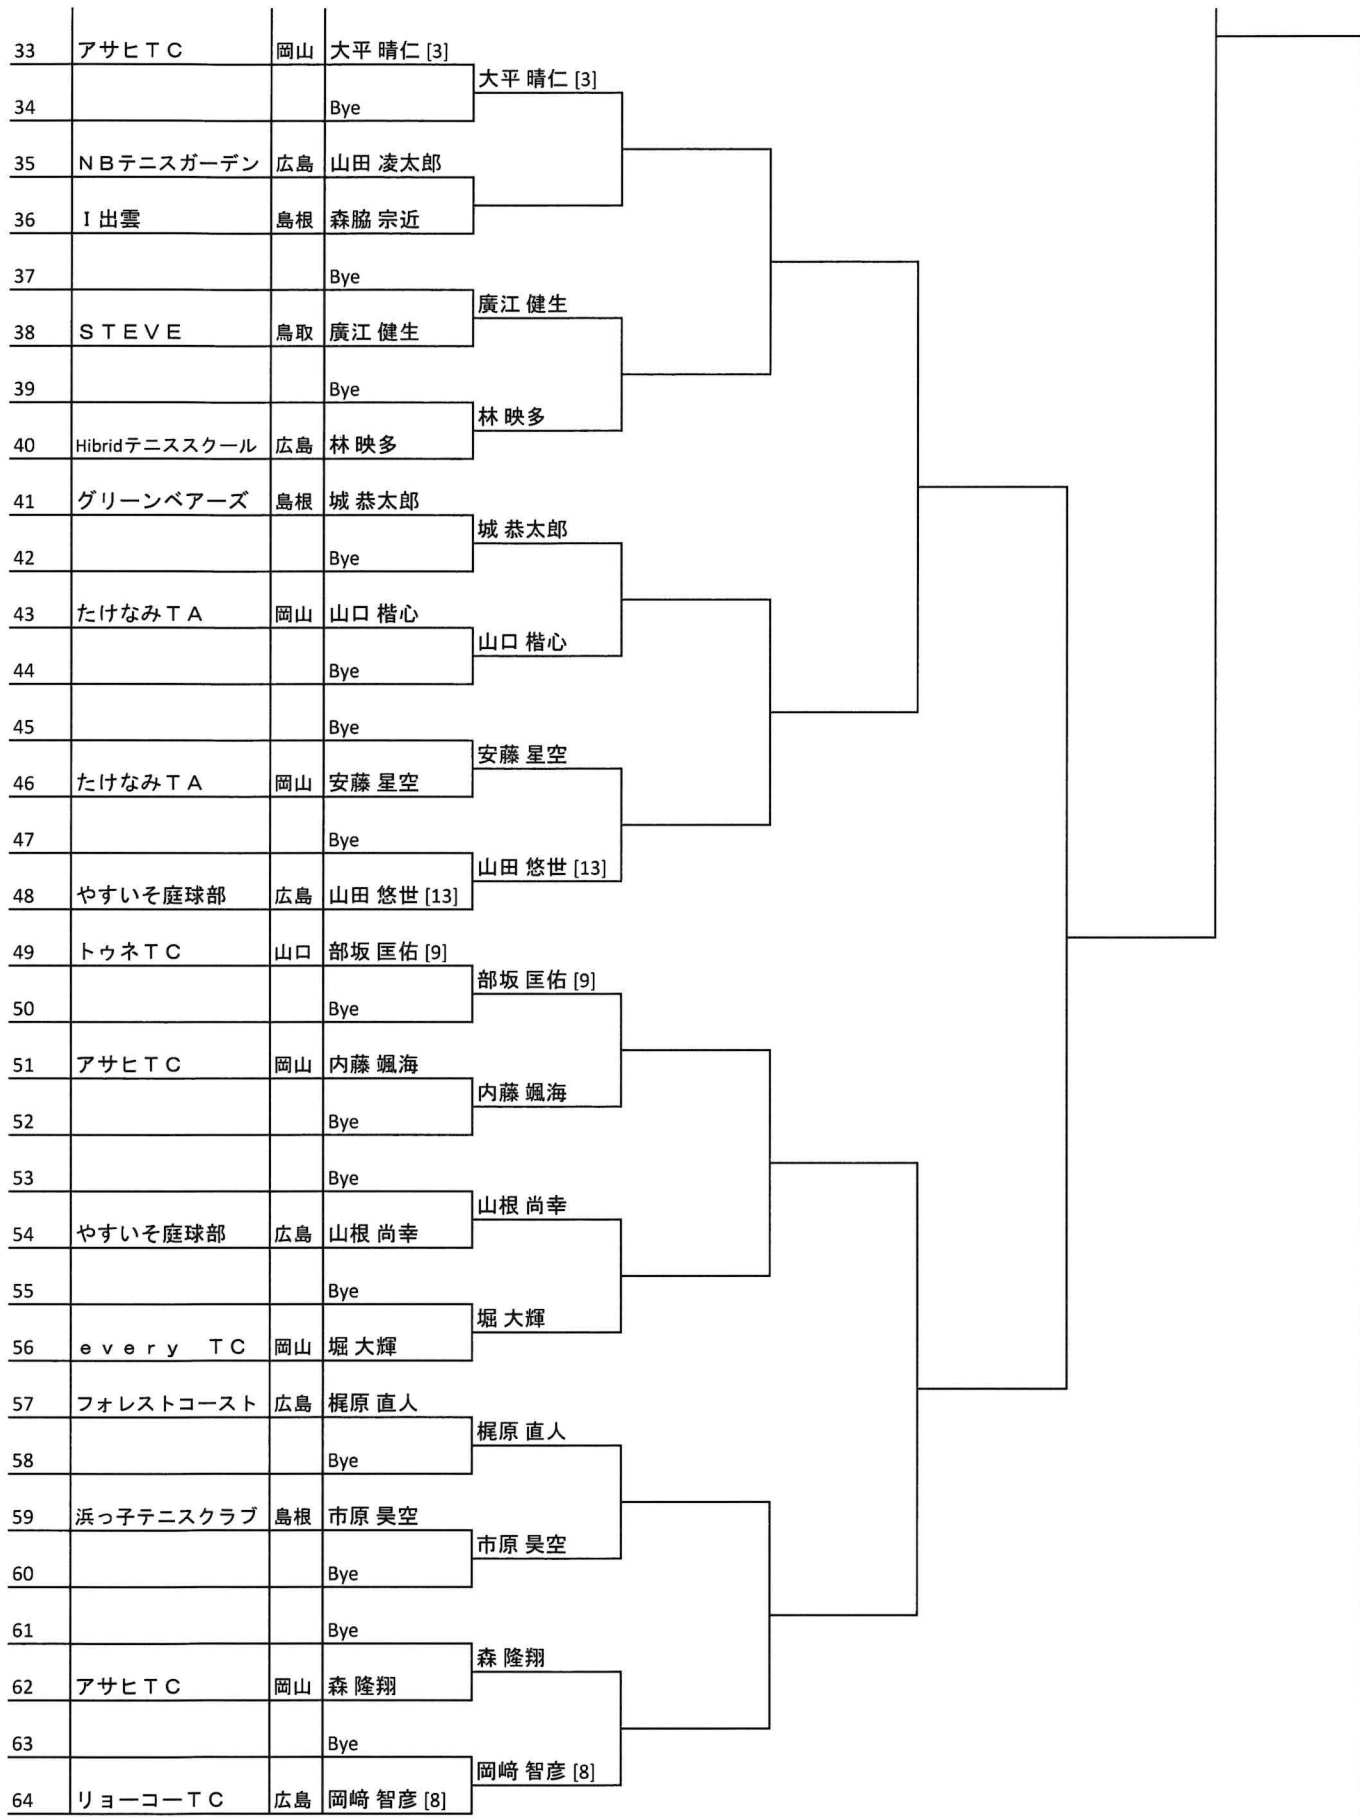 33 アサヒＴＣ 岡山 大平 晴仁 [3]
大平 晴仁 [3]
34 Bye
35 ＮＢテニスガーデン 広島 山田 凌太郎
36 Ｉ出雲 島根 森脇 宗近
37 Bye
廣江 健生
38 ＳＴＥＶＥ 鳥取 廣江 健生
39 Bye
林 映多
40 Hibridテニススクール 広島 林 映多
41 グリーンベアーズ 島根 城 恭太郎
城 恭太郎
42 Bye
43 たけなみＴＡ 岡山 山口 楷心
山口 楷心
44 Bye
45 Bye
安藤 星空
46 たけなみＴＡ 岡山 安藤 星空
47 Bye
山田 悠世 [13]
48 やすいそ庭球部 広島 山田 悠世 [13]
49 トゥネＴＣ 山口 部坂 匡佑 [9]
部坂 匡佑 [9]
50 Bye
51 アサヒＴＣ 岡山 内藤 颯海
内藤 颯海
52 Bye
53 Bye
山根 尚幸
54 やすいそ庭球部 広島 山根 尚幸
55 Bye
堀 大輝
56 ｅｖｅｒｙ　ＴＣ 岡山 堀 大輝
57 フォレストコースト 広島 梶原 直人
梶原 直人
58 Bye
59 浜っ子テニスクラブ 島根 市原 昊空
市原 昊空
60 Bye
61 Bye
森 隆翔
62 アサヒＴＣ 岡山 森 隆翔
63 Bye
岡﨑 智彦 [8]
64 リョーコーＴＣ 広島 岡﨑 智彦 [8]